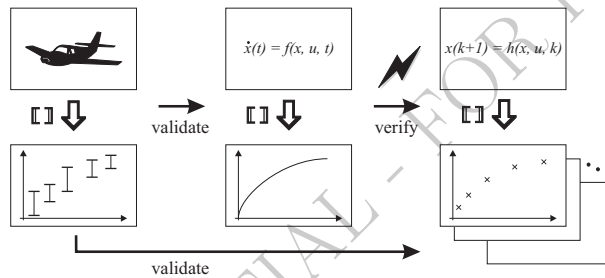 ẋ(t) = f(x, u, t)
x(k+1) = h(x, u, k)
[[ ]]
[[ ]]
[[ ]]
validate
verify
validate